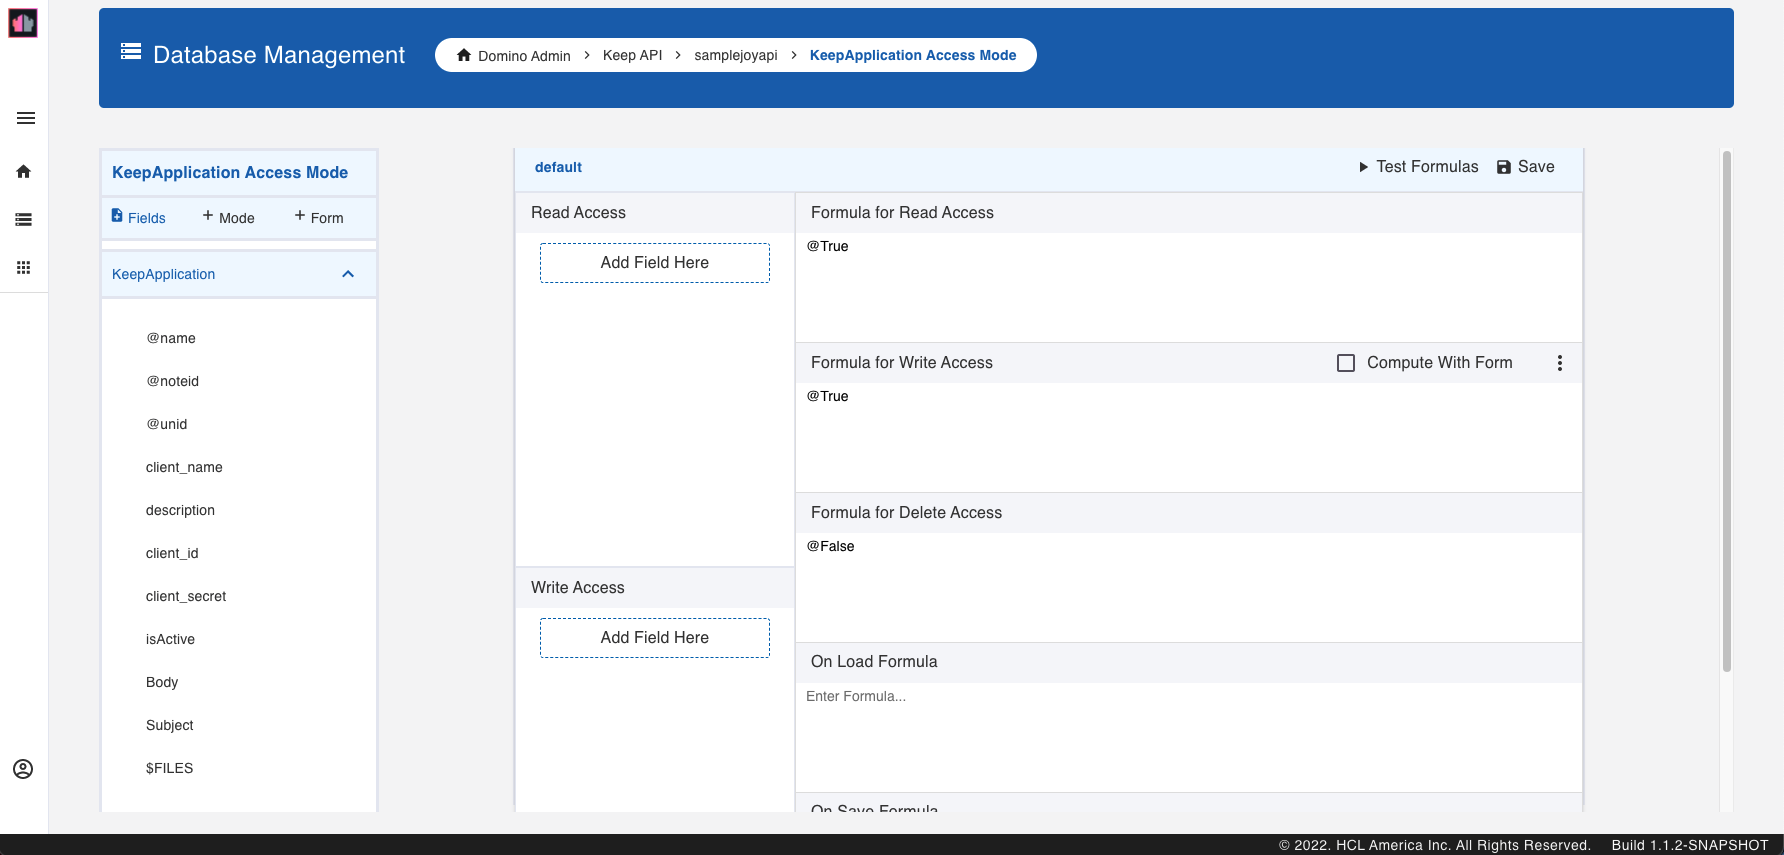 Database Management
Domino Admin > Keep API > samplejoyapi > KeepApplication Access Mode
KeepApplication Access Mode
Fields + Mode + Form
KeepApplication
@name
@noteid
@unid
client_name
description
client_id
client_secret
isActive
Body
Subject
$FILES
default
Test Formulas Save
Read Access
Add Field Here
Write Access
Add Field Here
Formula for Read Access
@True
Formula for Write Access Compute With Form
@True
Formula for Delete Access
@False
On Load Formula
Enter Formula...
On Save Formula
© 2022. HCL America Inc. All Rights Reserved. Build 1.1.2-SNAPSHOT